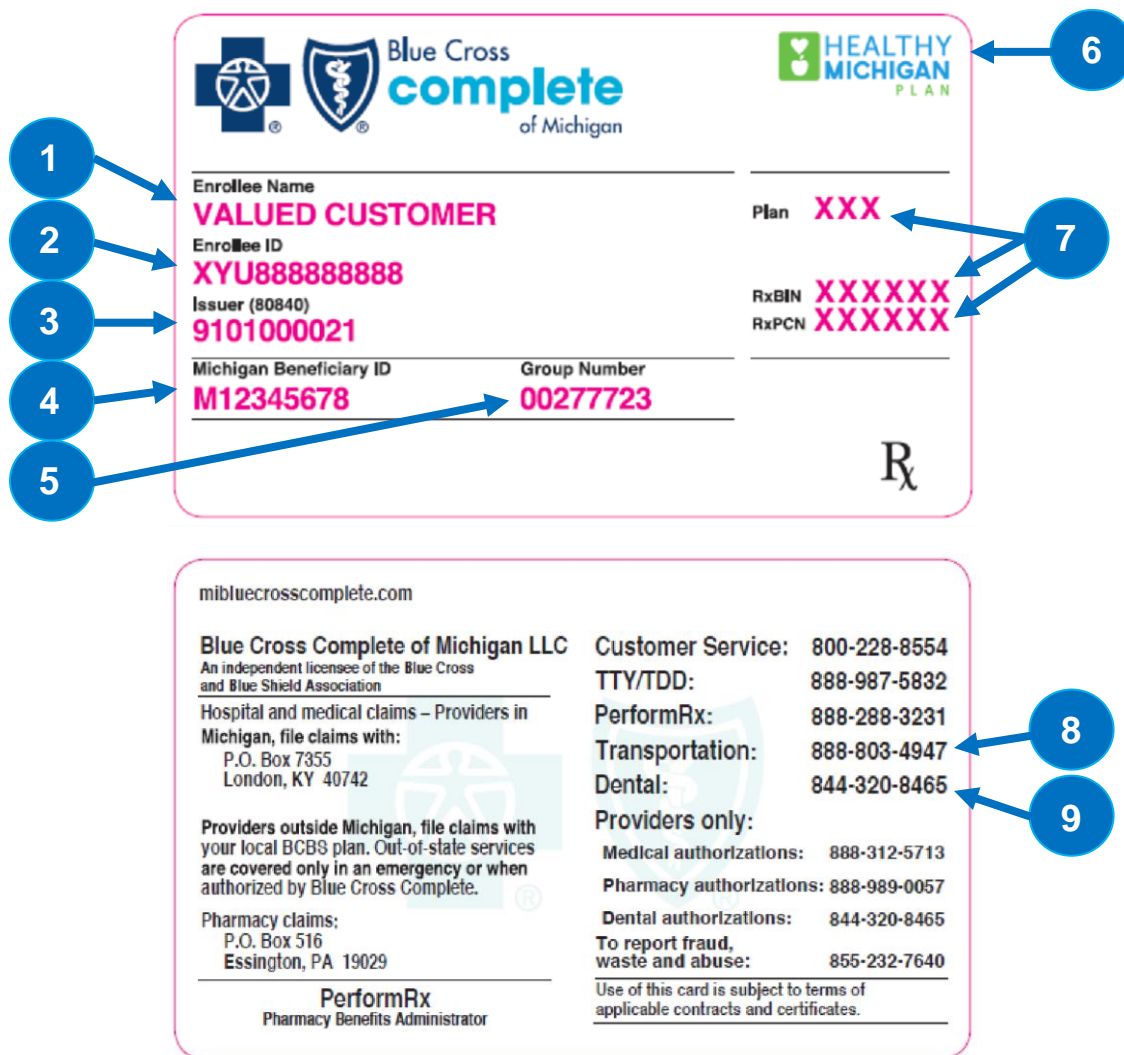 Blue Cross
complete
of Michigan
®
®
HEALTHY
MICHIGAN
PLAN
6
1
Enrollee Name
VALUED CUSTOMER
Plan XXX
2
Enrollee ID
XYU888888888
7
3
Issuer (80840)
9101000021
RxBIN XXXXXX
RxPCN XXXXXX
4
Michigan Beneficiary ID
M12345678
Group Number
00277723
5
Rx
mibluecrosscomplete.com
Blue Cross Complete of Michigan LLC
An independent licensee of the Blue Cross
and Blue Shield Association
Hospital and medical claims – Providers in
Michigan, file claims with:
P.O. Box 7355
London, KY 40742
Providers outside Michigan, file claims with
your local BCBS plan. Out-of-state services
are covered only in an emergency or when
authorized by Blue Cross Complete.
®
®
Pharmacy claims:
P.O. Box 516
Essington, PA 19029
PerformRx
Pharmacy Benefits Administrator
Customer Service: 800-228-8554
TTY/TDD: 888-987-5832
PerformRx: 888-288-3231
Transportation: 888-803-4947
8
Dental: 844-320-8465
9
Providers only:
Medical authorizations: 888-312-5713
Pharmacy authorizations: 888-989-0057
Dental authorizations: 844-320-8465
To report fraud,
waste and abuse: 855-232-7640
Use of this card is subject to terms of
applicable contracts and certificates.